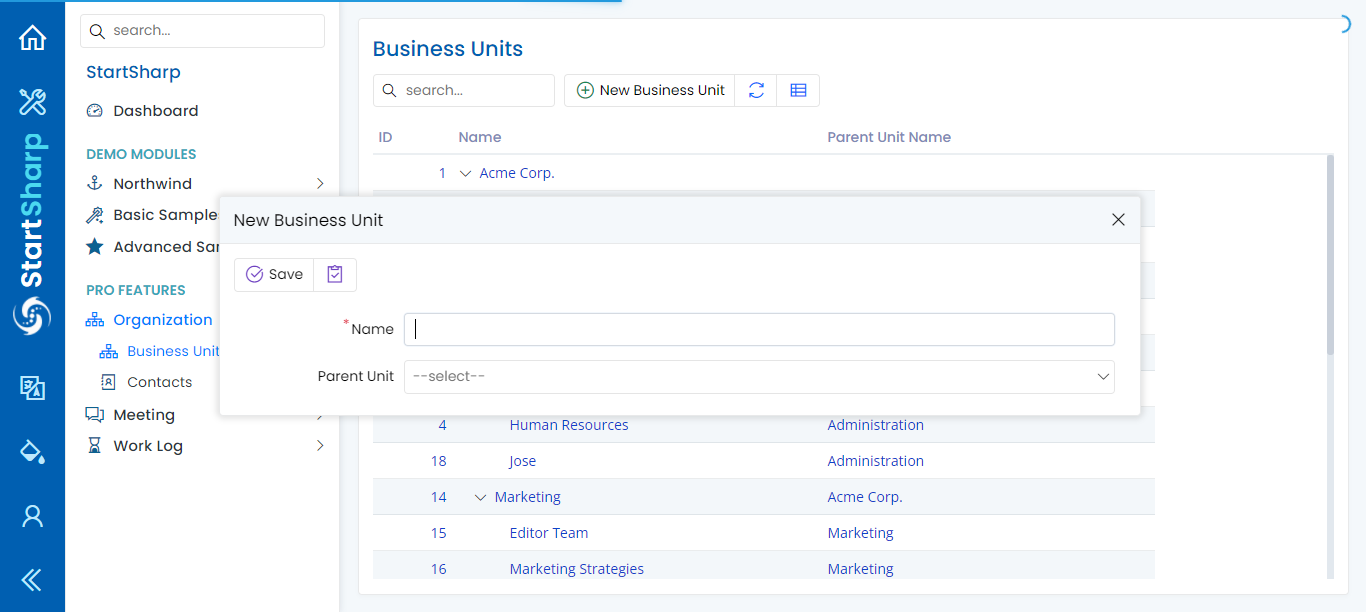 search...
StartSharp
Dashboard
DEMO MODULES
Northwind
Basic Sample
Advanced Sa
PRO FEATURES
Organization
Business Unit
Contacts
Meeting
Work Log
StartSharp
Business Units
search...
New Business Unit
ID Name Parent Unit Name
1 Acme Corp.
New Business Unit
Save
*Name
Parent Unit --select--
4 Human Resources Administration
18 Jose Administration
14 Marketing Acme Corp.
15 Editor Team Marketing
16 Marketing Strategies Marketing